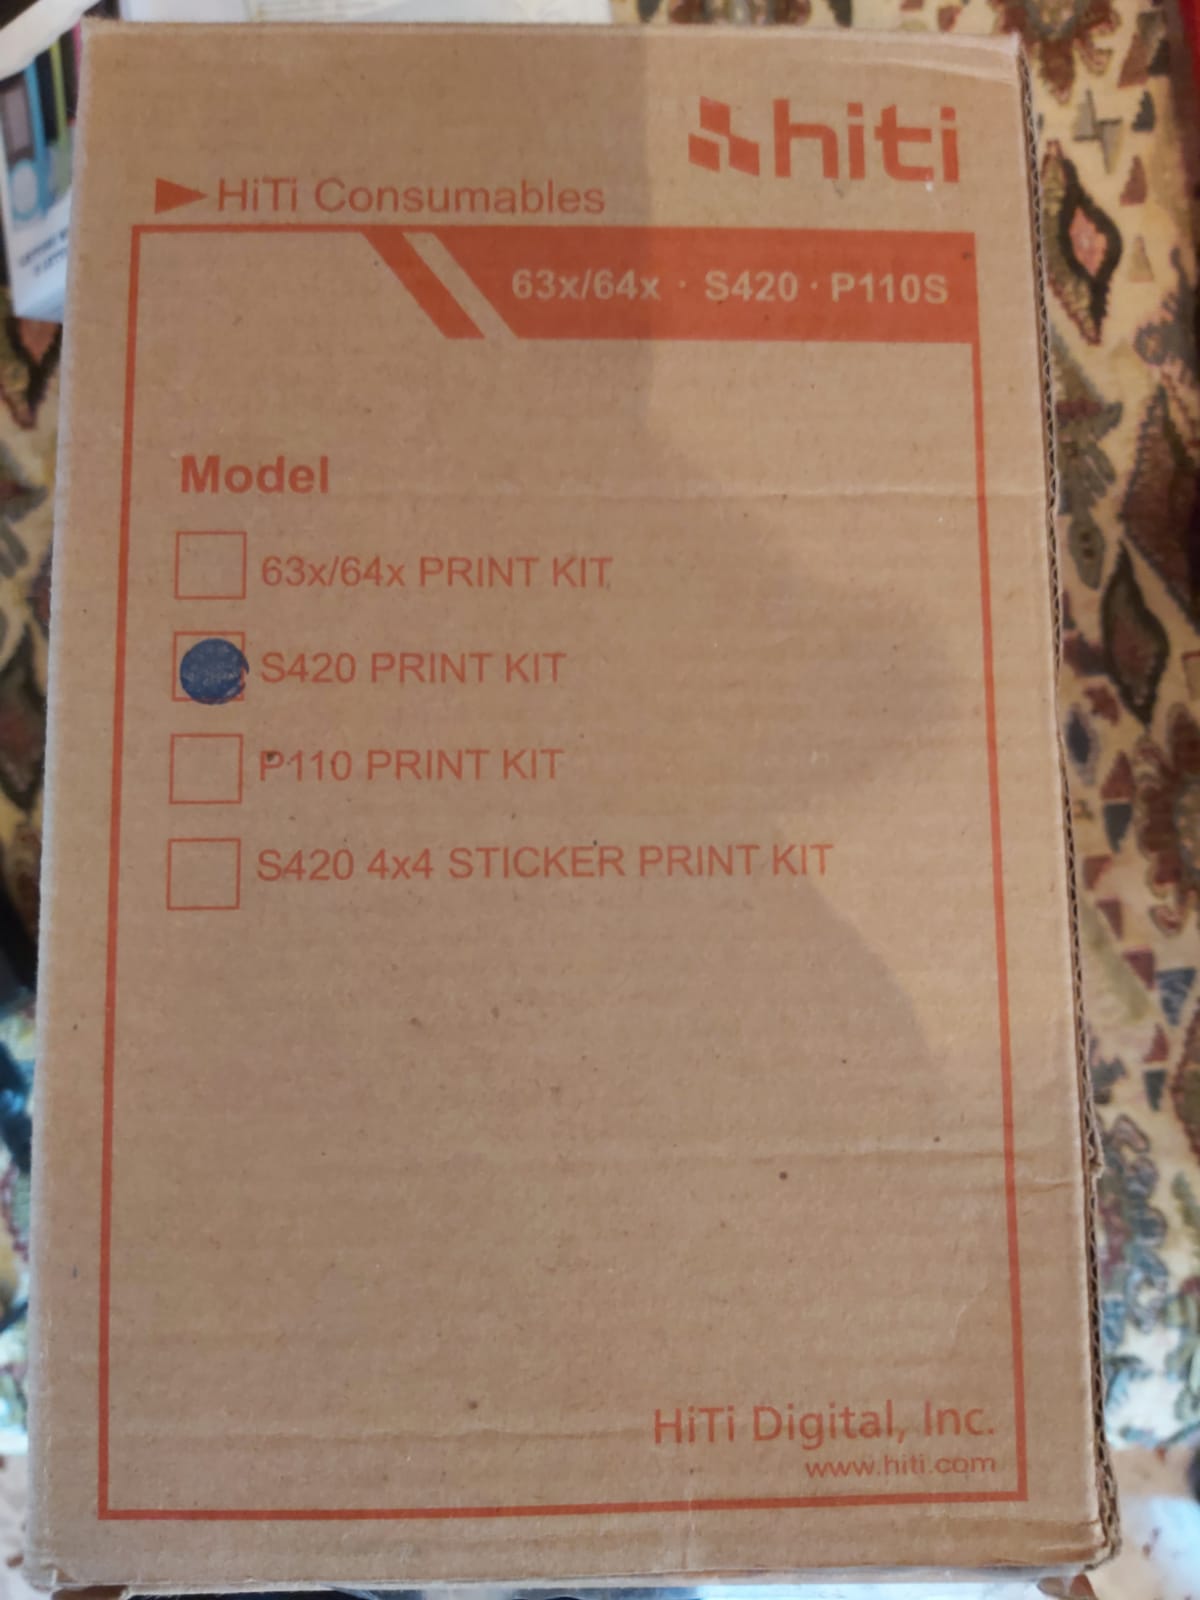 hiti
HiTi Consumables
63x/64x · S420 · P110S
Model
63x/64x PRINT KIT
S420 PRINT KIT
P110 PRINT KIT
S420 4x4 STICKER PRINT KIT
HiTi Digital, Inc.
www.hiti.com